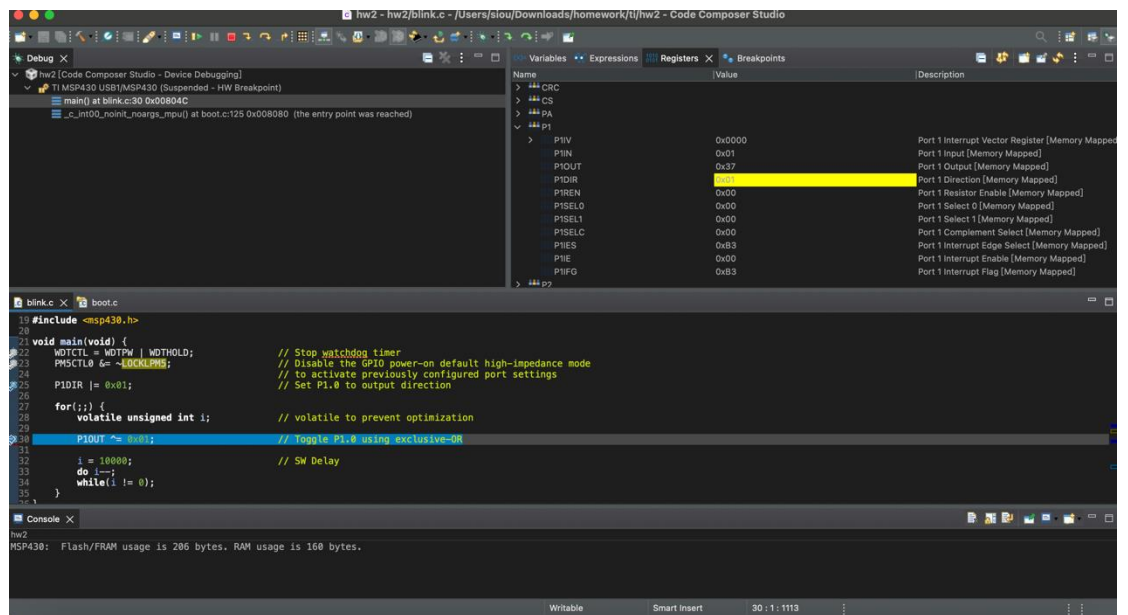 hw2 - hw2/blink.c - /Users/siou/Downloads/homework/ti/hw2 - Code Composer Studio
Debug
hw2 [Code Composer Studio - Device Debugging]
TI MSP430 USB1/MSP430 (Suspended - HW Breakpoint)
main() at blink.c:30 0x00804C
_c_int00_noinit_noargs_mpu() at boot.c:125 0x008080 (the entry point was reached)
Variables Expressions Registers Breakpoints
Name Value Description
CRC
CS
PA
P1
P1IV 0x0000 Port 1 Interrupt Vector Register [Memory Mapped
P1IN 0x01 Port 1 Input [Memory Mapped]
P1OUT 0x37 Port 1 Output [Memory Mapped]
P1DIR 0x01 Port 1 Direction [Memory Mapped]
P1REN 0x00 Port 1 Resistor Enable [Memory Mapped]
P1SEL0 0x00 Port 1 Select 0 [Memory Mapped]
P1SEL1 0x00 Port 1 Select 1 [Memory Mapped]
P1SELC 0x00 Port 1 Complement Select [Memory Mapped]
P1IES 0xB3 Port 1 Interrupt Edge Select [Memory Mapped]
P1IE 0x00 Port 1 Interrupt Enable [Memory Mapped]
P1IFG 0xB3 Port 1 Interrupt Flag [Memory Mapped]
P2
blink.c boot.c
19 #include <msp430.h>
20
21 void main(void) {
22 WDTCTL = WDTPW | WDTHOLD; // Stop watchdog timer
23 PM5CTL0 &= ~LOCKLPM5; // Disable the GPIO power-on default high-impedance mode
24 // to activate previously configured port settings
25 P1DIR |= 0x01; // Set P1.0 to output direction
26
27 for(;;) {
28 volatile unsigned int i; // volatile to prevent optimization
29
30 P1OUT ^= 0x01; // Toggle P1.0 using exclusive-OR
31
32 i = 10000; // SW Delay
33 do i--;
34 while(i != 0);
35 }
36 }
Console
hw2
MSP430: Flash/FRAM usage is 206 bytes. RAM usage is 160 bytes.
Writable Smart Insert 30 : 1 : 1113